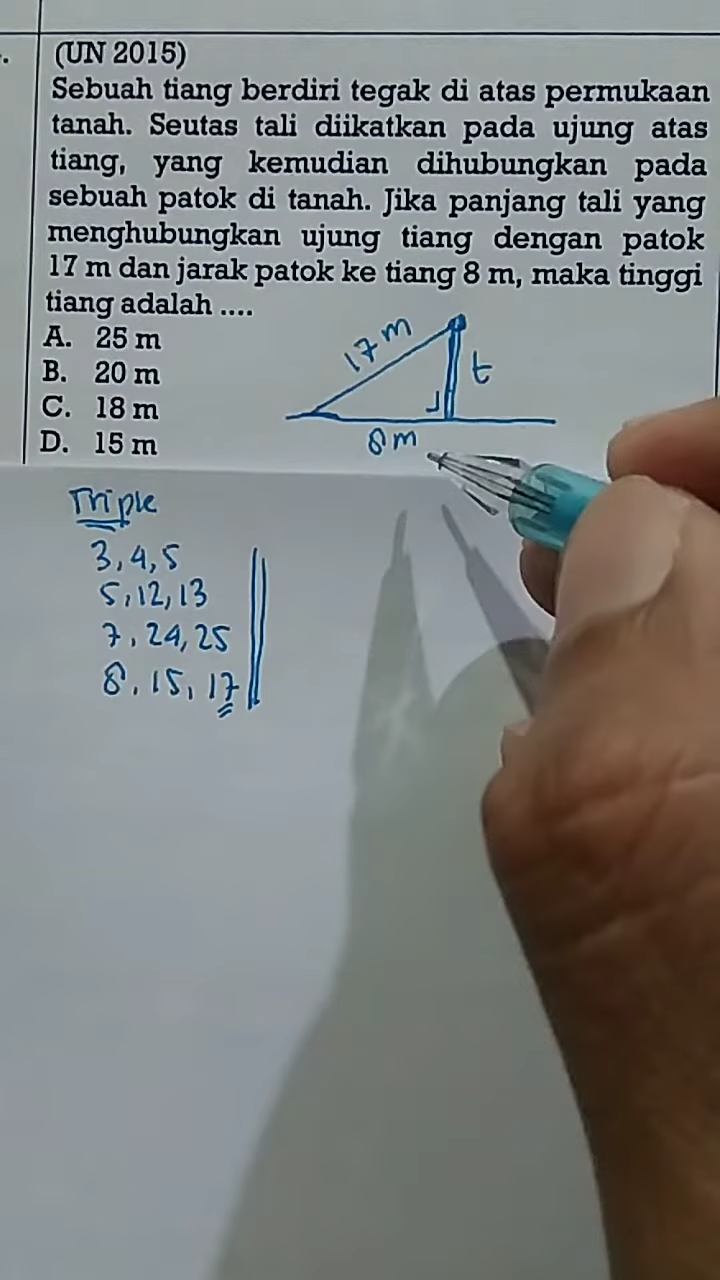 (UN 2015)
Sebuah tiang berdiri tegak di atas permukaan
tanah. Seutas tali diikatkan pada ujung atas
tiang, yang kemudian dihubungkan pada
sebuah patok di tanah. Jika panjang tali yang
menghubungkan ujung tiang dengan patok
17 m dan jarak patok ke tiang 8 m, maka tinggi
tiang adalah ....
A. 25 m
B. 20 m
C. 18 m
D. 15 m
17 m
t
8 m
Triple
3, 4, 5
5, 12, 13
7, 24, 25
8, 15, 17